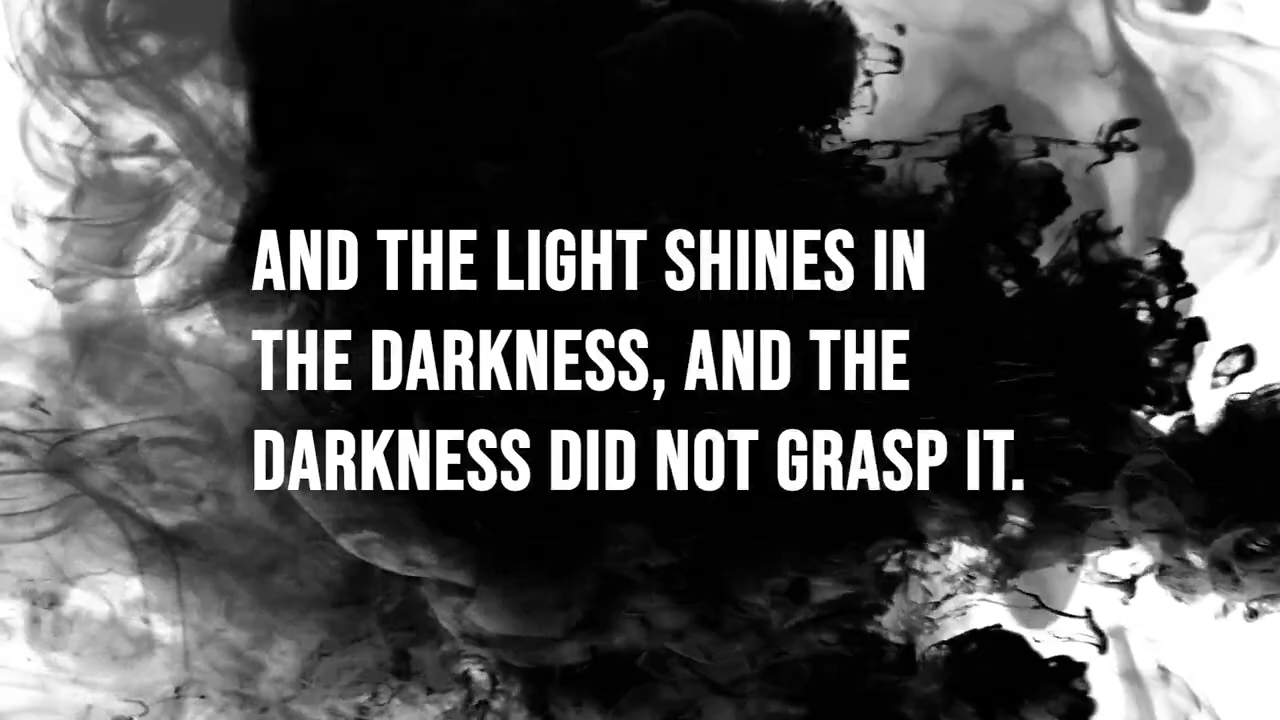 AND THE LIGHT SHINES IN
THE DARKNESS, AND THE
DARKNESS DID NOT GRASP IT.